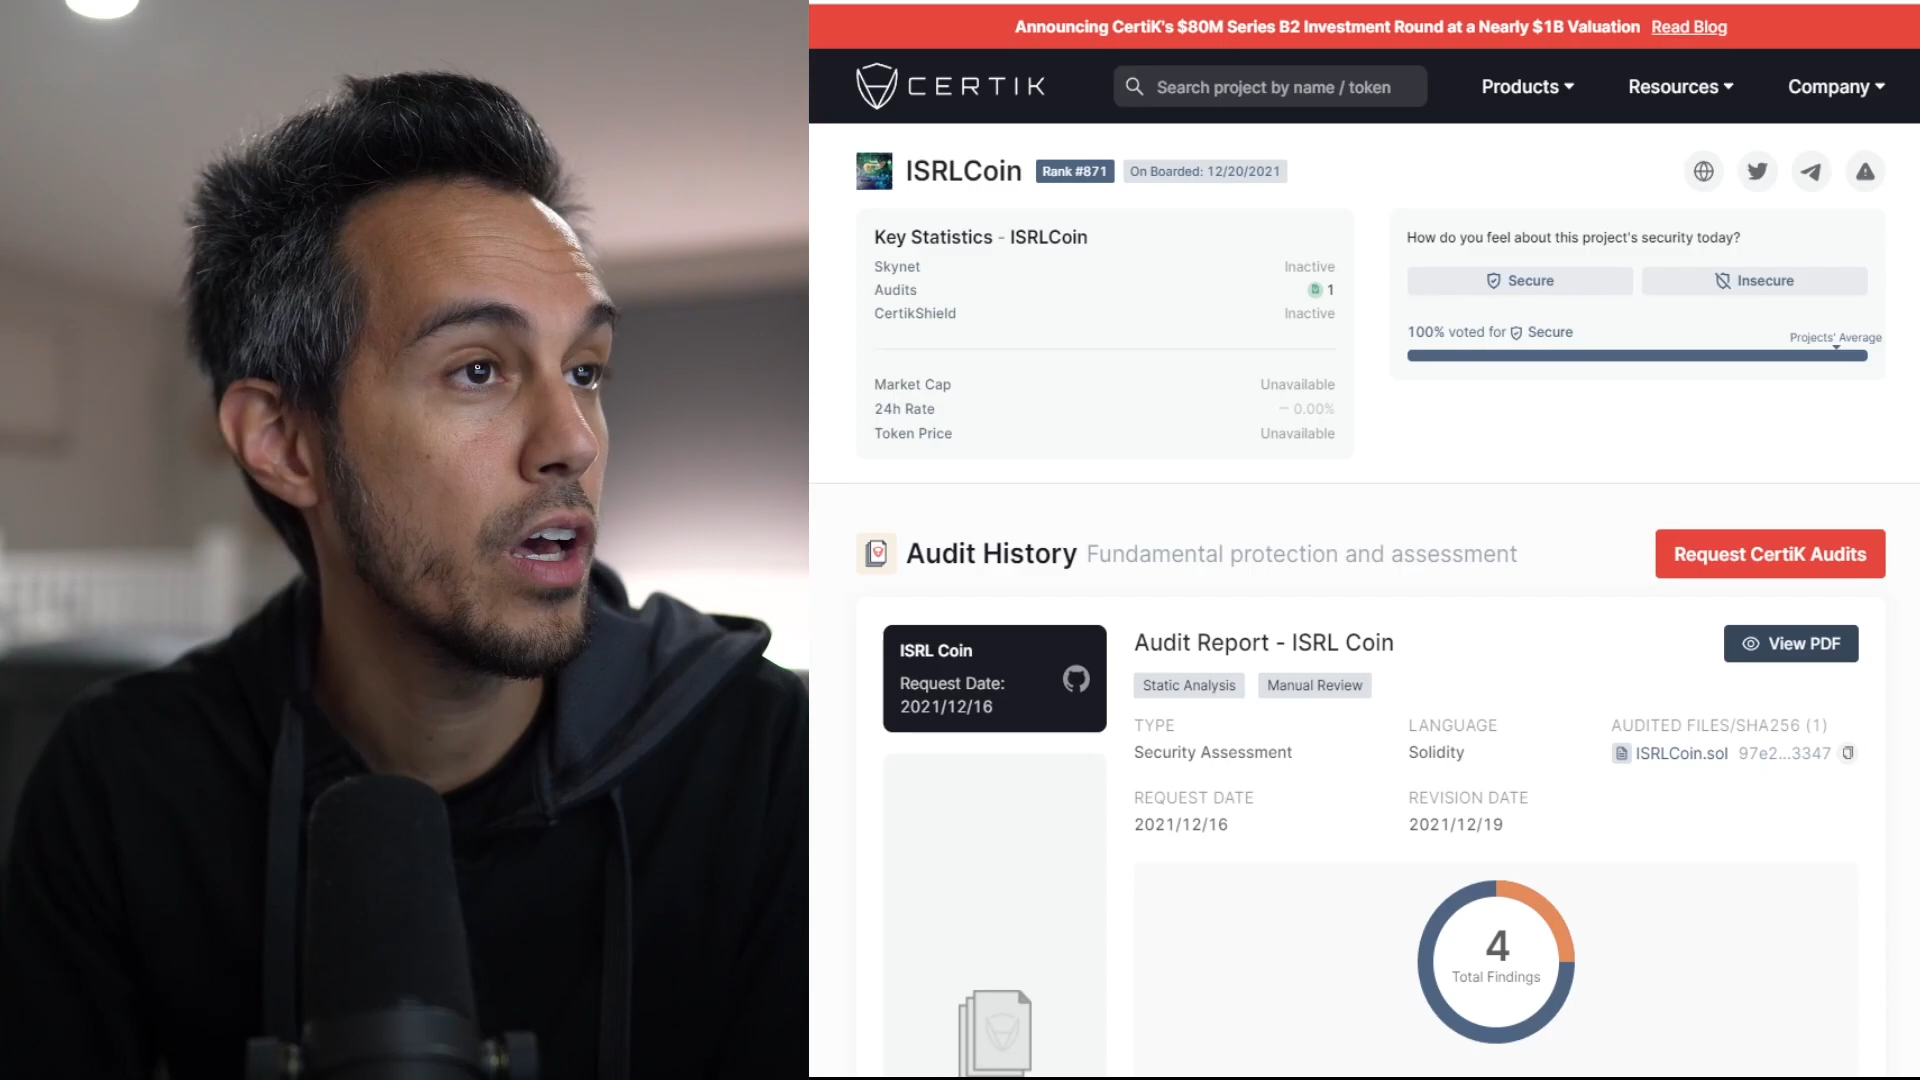 Announcing CertiK's $80M Series B2 Investment Round at a Nearly $1B Valuation Read Blog
CERTIK
Search project by name / token
Products
Resources
Company
ISRLCoin Rank #871 On Boarded: 12/20/2021
Key Statistics - ISRLCoin
Skynet Inactive
Audits 1
CertikShield Inactive
Market Cap Unavailable
24h Rate – 0.00%
Token Price Unavailable
How do you feel about this project's security today?
Secure Insecure
100% voted for Secure
Projects' Average
Audit History Fundamental protection and assessment
Request CertiK Audits
ISRL Coin
Request Date:
2021/12/16
Audit Report - ISRL Coin
View PDF
Static Analysis Manual Review
TYPE LANGUAGE AUDITED FILES/SHA256 (1)
Security Assessment Solidity ISRLCoin.sol 97e2...3347
REQUEST DATE REVISION DATE
2021/12/16 2021/12/19
4
Total Findings